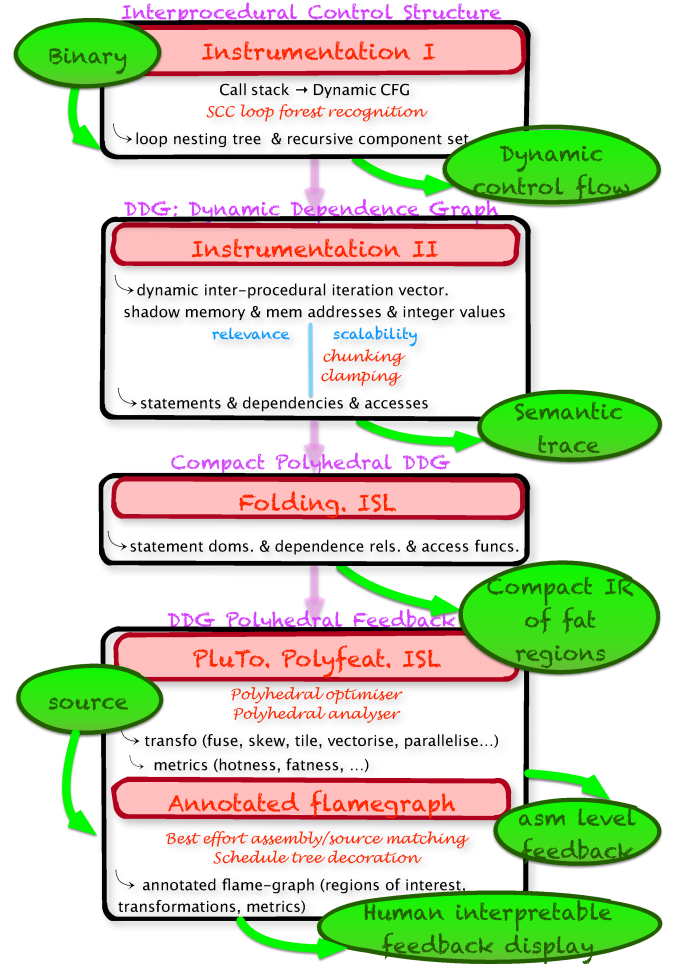 Interprocedural Control Structure
Binary
Instrumentation I
Call stack → Dynamic CFG
SCC loop forest recognition
loop nesting tree & recursive component set
Dynamic
control flow
DDG: Dynamic Dependence Graph
Instrumentation II
dynamic inter-procedural iteration vector.
shadow memory & mem addresses & integer values
relevance scalability
chunking
clamping
statements & dependencies & accesses
Semantic
trace
Compact Polyhedral DDG
Folding. ISL
statement doms. & dependence rels. & access funcs.
Compact IR
of fat
regions
DDG Polyhedral Feedback
PluTo. Polyfeat. ISL
Polyhedral optimiser
Polyhedral analyser
source
transfo (fuse, skew, tile, vectorise, parallelise...)
metrics (hotness, fatness, ...)
Annotated flamegraph
asm level
feedback
Best effort assembly/source matching
Schedule tree decoration
annotated flame-graph (regions of interest,
transformations, metrics)
Human interpretable
feedback display